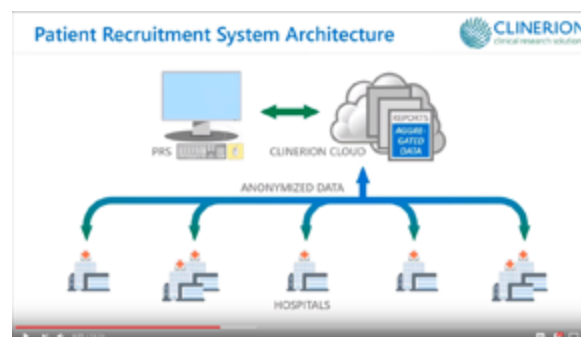 Patient Recruitment System Architecture
CLINERION
clinical research solutions
REPORTS
AGGRE-
GATED
DATA
PRS
CLINERION CLOUD
ANONYMIZED DATA
HOSPITALS